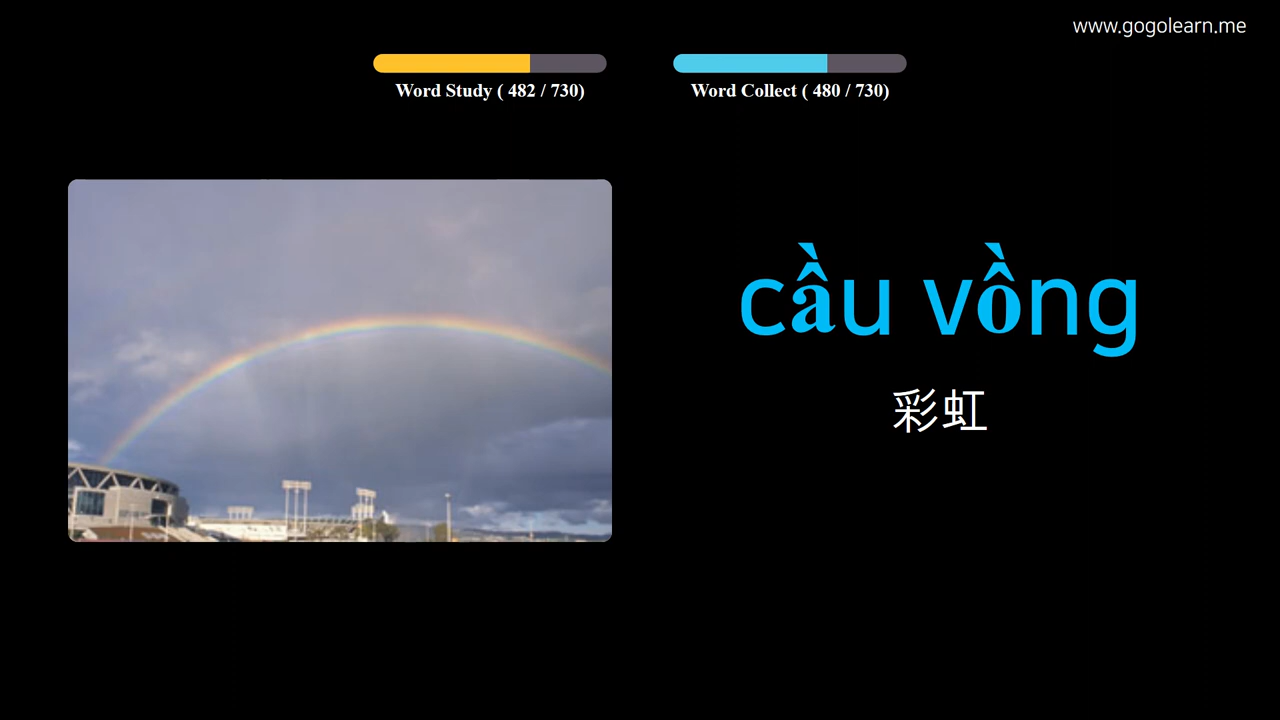 www.gogolearn.me
Word Study ( 482 / 730)
Word Collect ( 480 / 730)
cầu vồng
彩虹